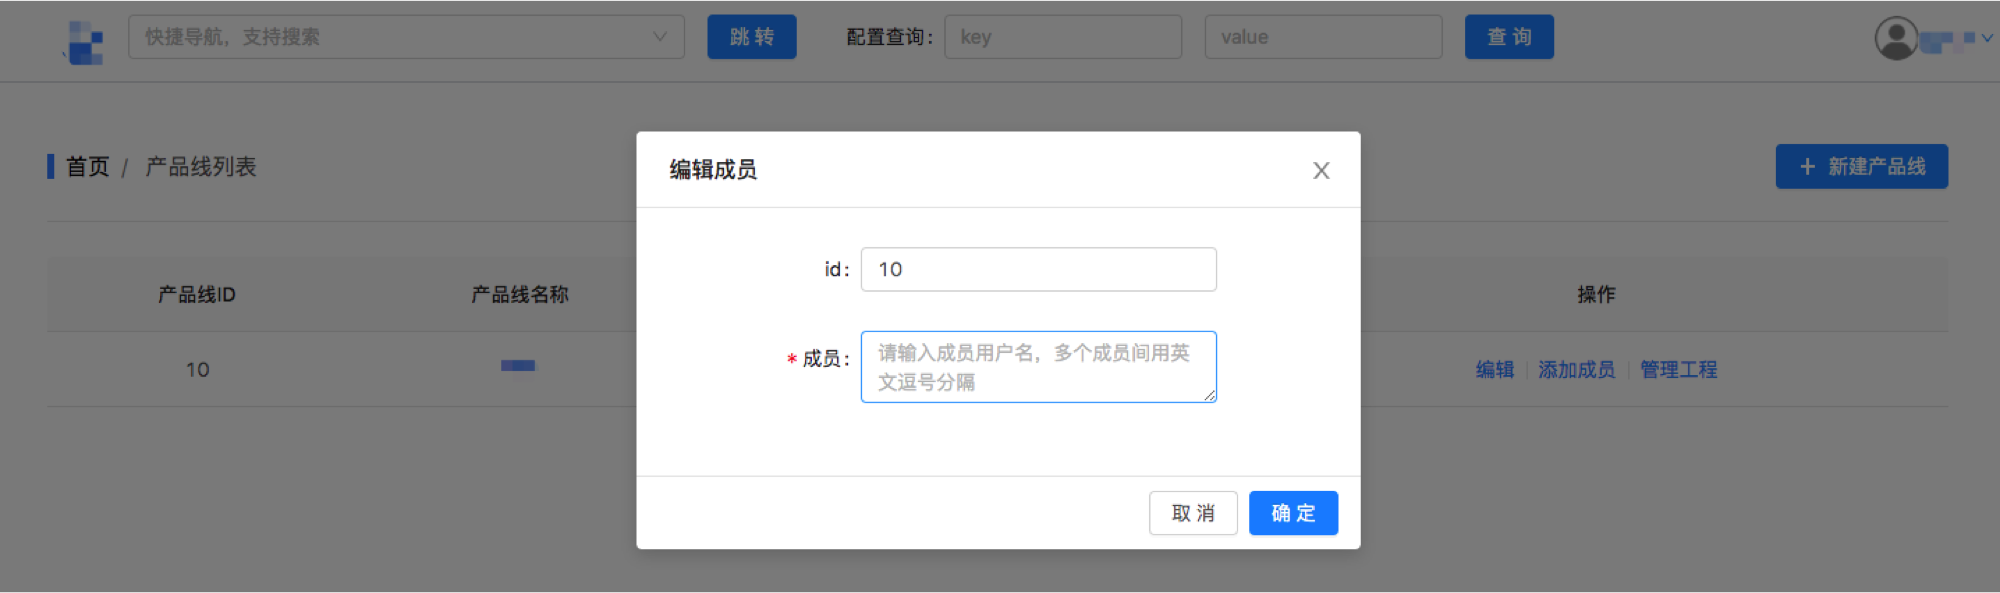 快捷导航，支持搜索
跳 转
配置查询：
key
value
查 询
首页 / 产品线列表
+ 新建产品线
编辑成员
id：
10
* 成员：
请输入成员用户名，多个成员间用英
文逗号分隔
取 消
确 定
产品线ID
产品线名称
操作
10
编辑
添加成员
管理工程